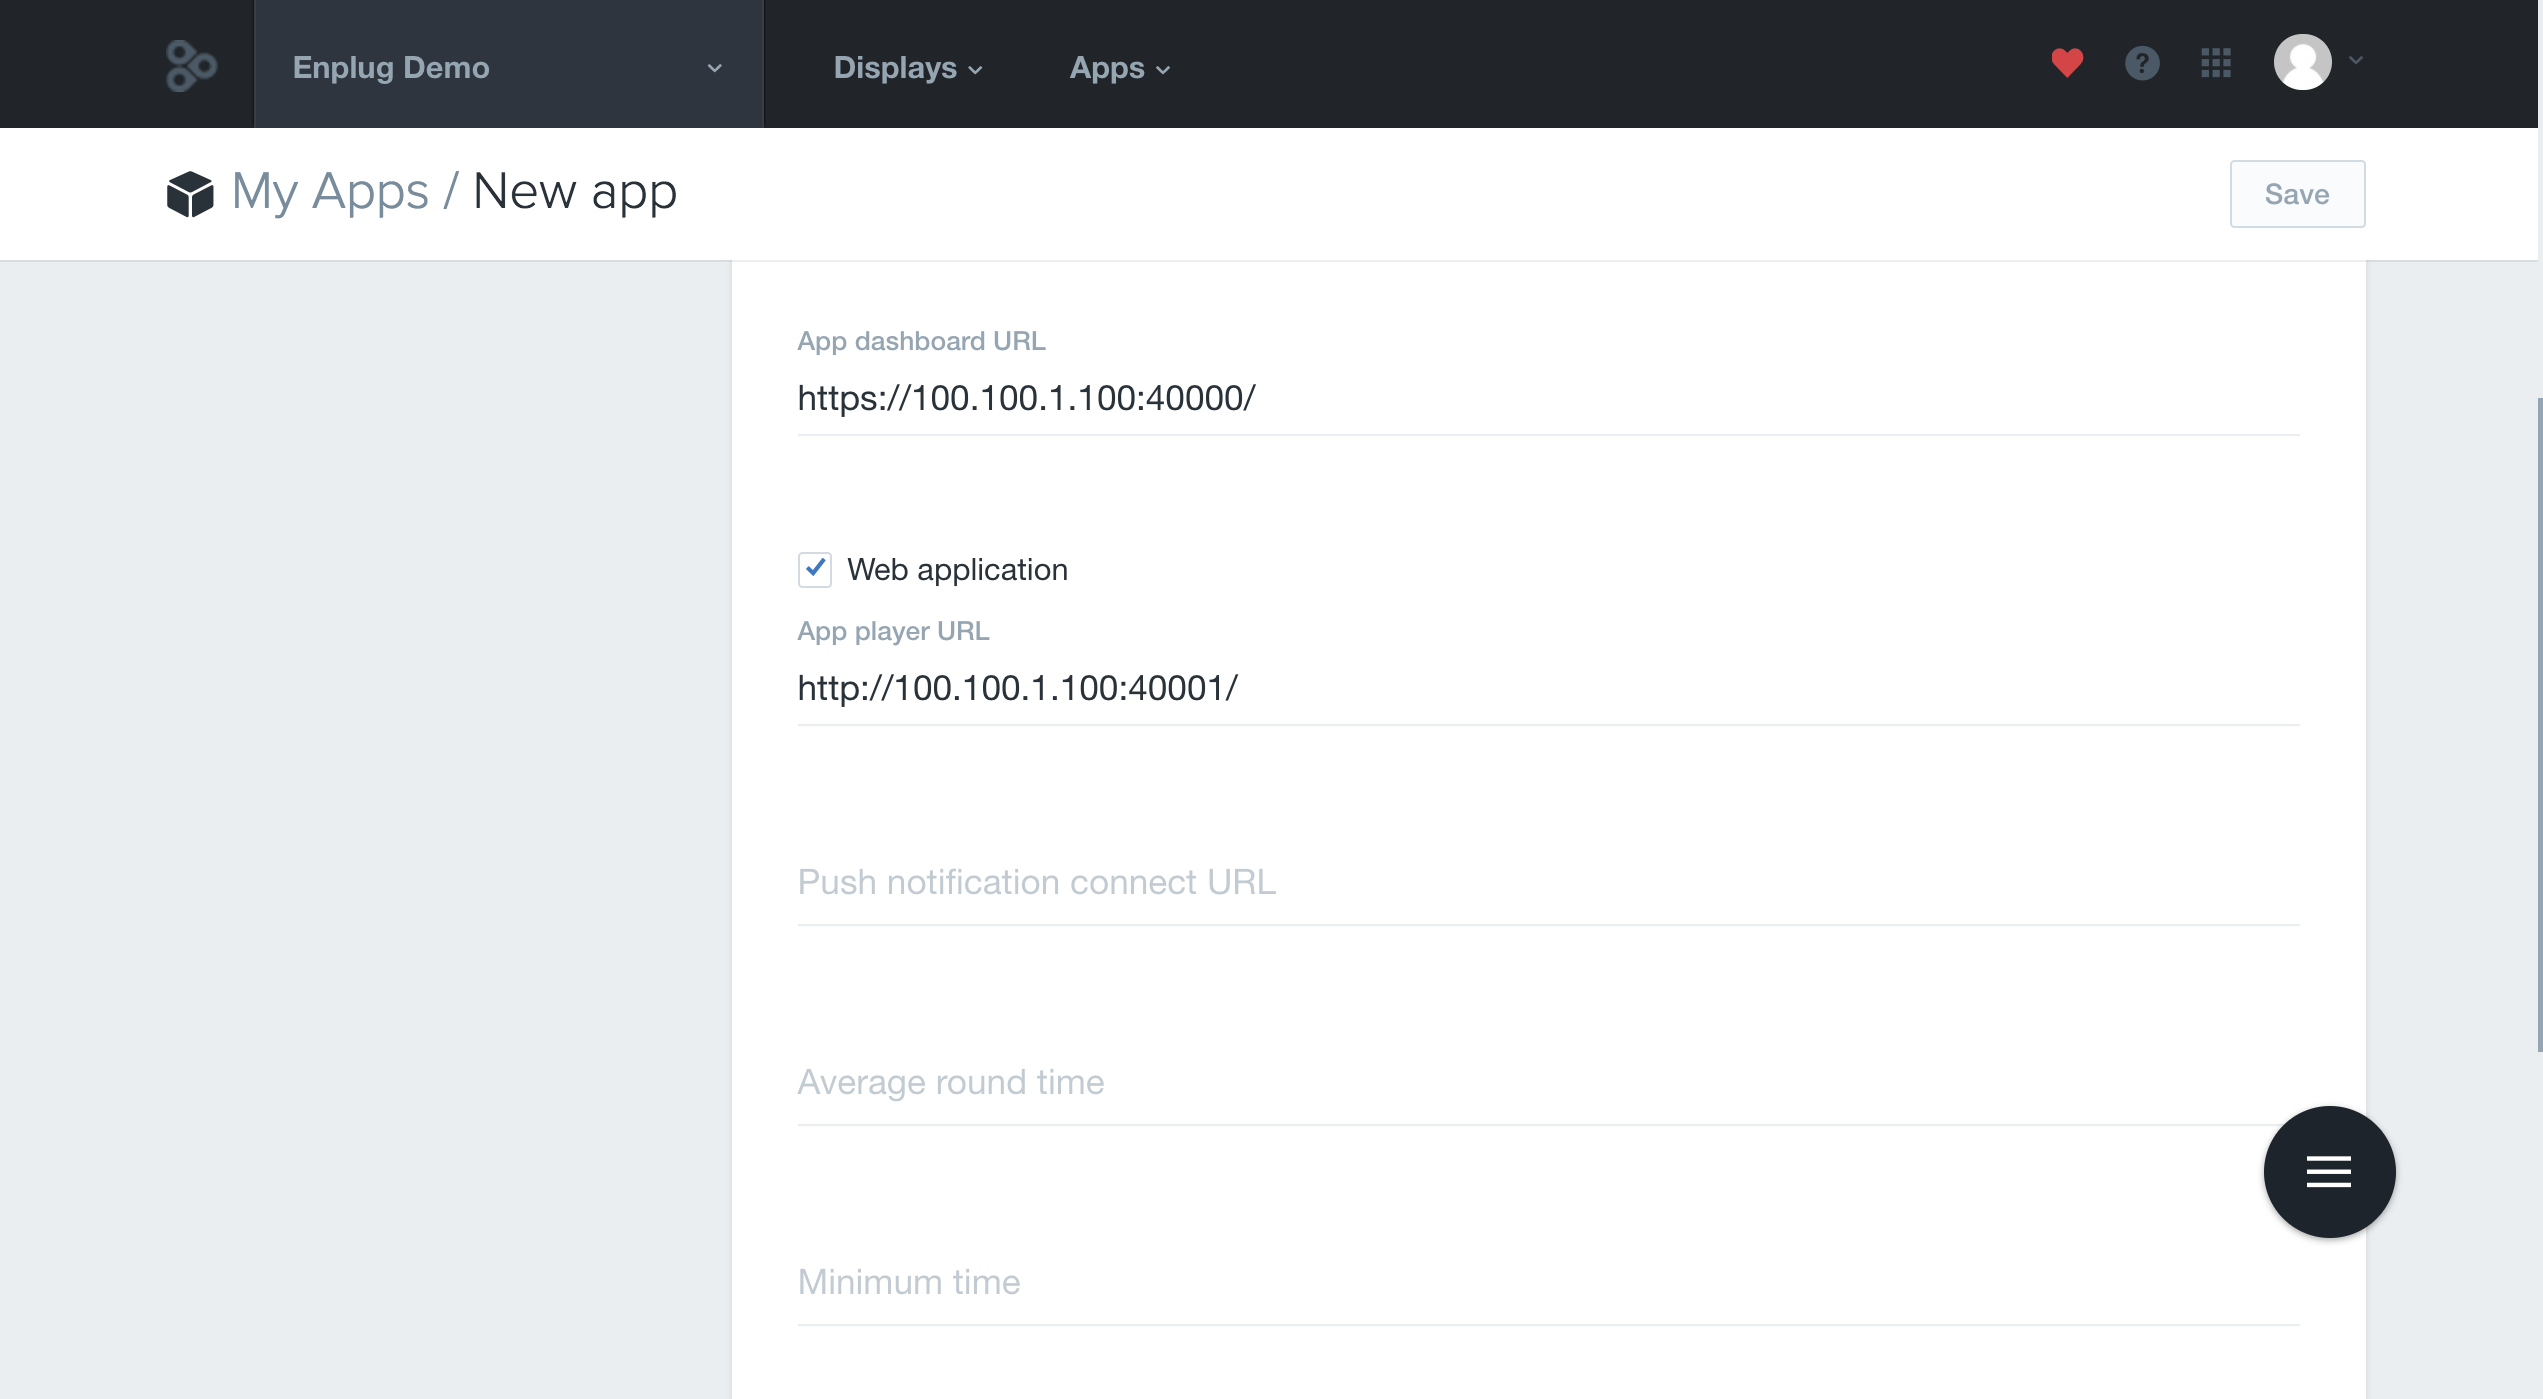 Enplug Demo
Displays
Apps
?
My Apps / New app
Save
App dashboard URL
https://100.100.1.100:40000/
Web application
App player URL
http://100.100.1.100:40001/
Push notification connect URL
Average round time
Minimum time